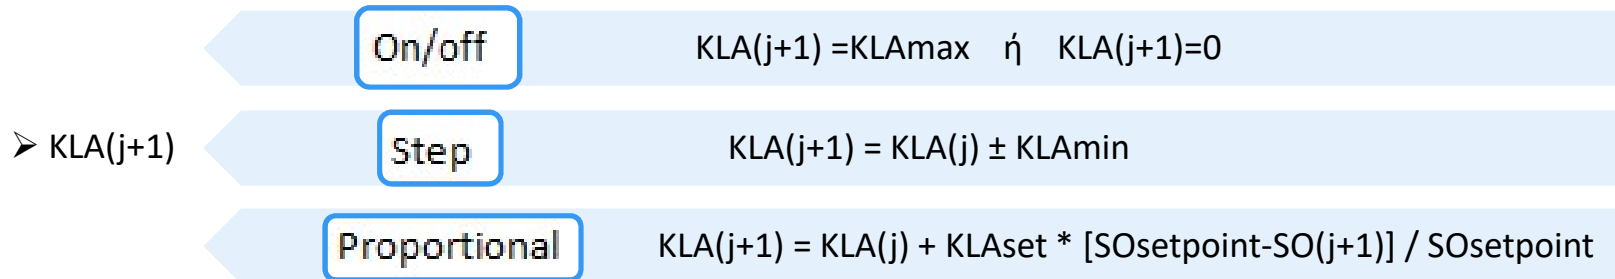 On/off KLA(j+1) =KLAmax ή KLA(j+1)=0
➢ KLA(j+1) Step KLA(j+1) = KLA(j) ± KLAmin
Proportional KLA(j+1) = KLA(j) + KLAset * [SOsetpoint-SO(j+1)] / SOsetpoint